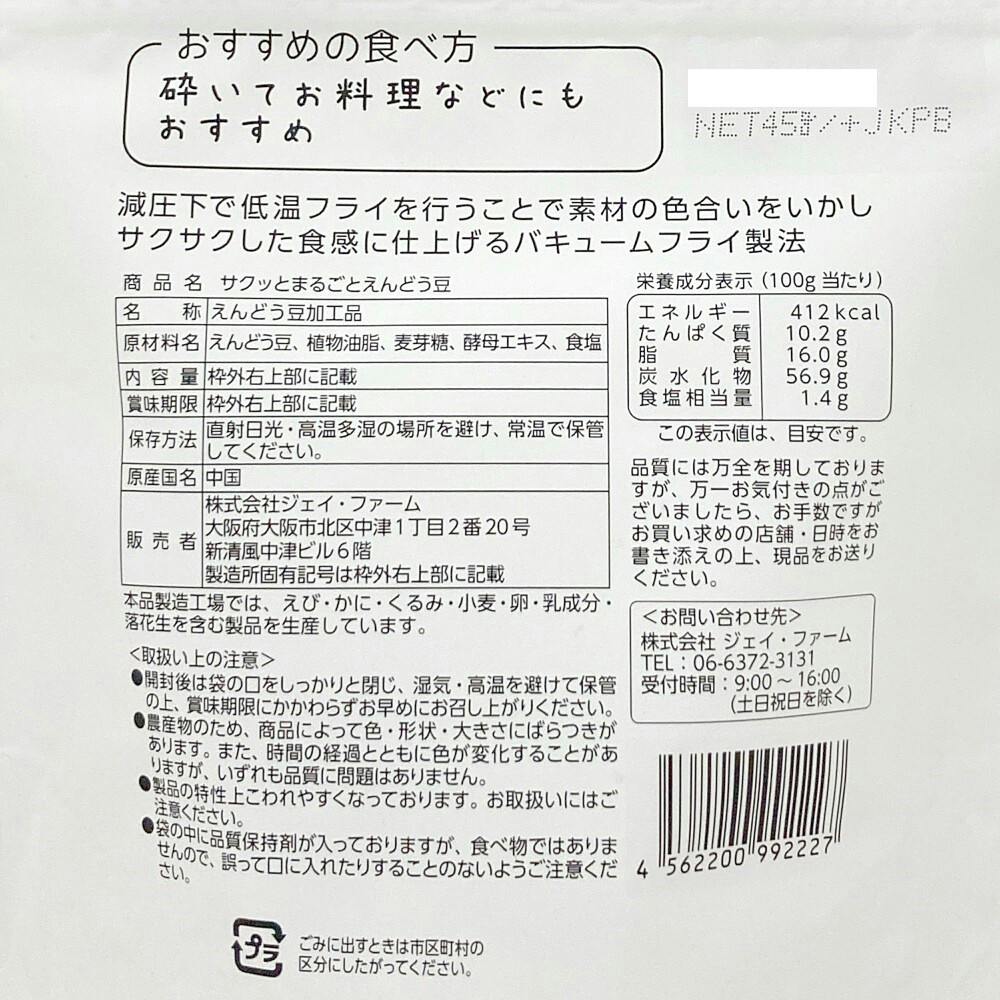 おすすめの食べ方
砕いてお料理などにも
おすすめ
NET45g/+JKPB
減圧下で低温フライを行うことで素材の色合いをいかし
サクサクした食感に仕上げるバキュームフライ製法
商品名 サクッとまるごとえんどう豆
名称 えんどう豆加工品
原材料名 えんどう豆、植物油脂、麦芽糖、酵母エキス、食塩
内容量 枠外右上部に記載
賞味期限 枠外右上部に記載
保存方法 直射日光・高温多湿の場所を避け、常温で保管
してください。
原産国名 中国
販売者 株式会社ジェイ・ファーム
大阪府大阪市北区中津1丁目2番20号
新清風中津ビル6階
製造所固有記号は枠外右上部に記載
本品製造工場では、えび・かに・くるみ・小麦・卵・乳成分・
落花生を含む製品を生産しています。
<取扱い上の注意>
●開封後は袋の口をしっかりと閉じ、湿気・高温を避けて保管
の上、賞味期限にかかわらずお早めにお召し上がりください。
●農産物のため、商品によって色・形状・大きさにばらつきが
あります。また、時間の経過とともに色が変化することがあ
りますが、いずれも品質に問題はありません。
●製品の特性上こわれやすくなっております。お取扱いにはご
注意ください。
●袋の中に品質保持剤が入っておりますが、食べ物ではありま
せんので、誤って口に入れたりすることのないようご注意くだ
さい。
栄養成分表示(100g当たり)
エネルギー 412kcal
たんぱく質 10.2g
脂質 16.0g
炭水化物 56.9g
食塩相当量 1.4g
この表示値は、目安です。
品質には万全を期しておりま
すが、万一お気付きの点がご
ざいましたら、お手数ですが
お買い求めの店舗・日時をお
書き添えの上、現品をお送り
ください。
<お問い合わせ先>
株式会社 ジェイ・ファーム
TEL:06-6372-3131
受付時間:9:00~16:00
(土日祝日を除く)
4 562200 992227
プラ
ごみに出すときは市区町村の
区分にしたがってください。